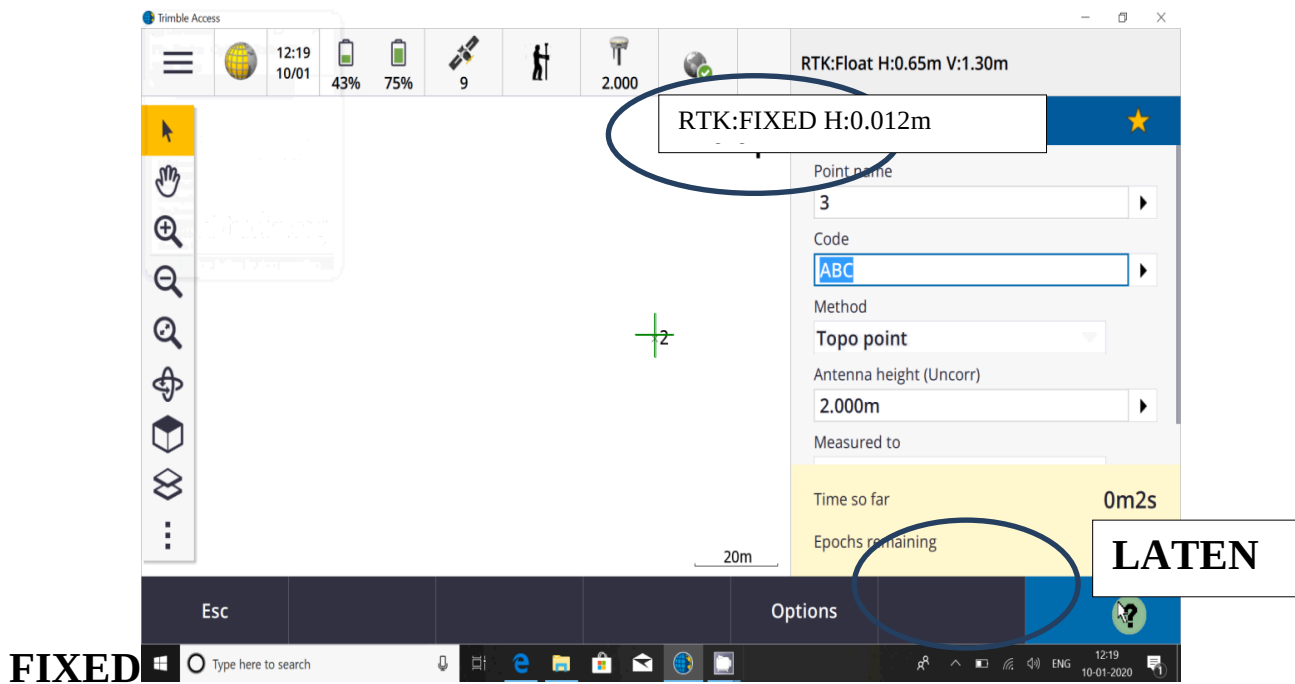 Trimble Access
12:19
10/01
43%
75%
9
2.000
RTK:Float H:0.65m V:1.30m
RTK:FIXED H:0.012m
Point name
3
Code
ABC
Method
Topo point
Antenna height (Uncorr)
2.000m
Measured to
2
Time so far 0m2s
Epochs remaining
20m
LATEN
Esc
Options
?
FIXED
Type here to search
ENG
12:19
10-01-2020
1